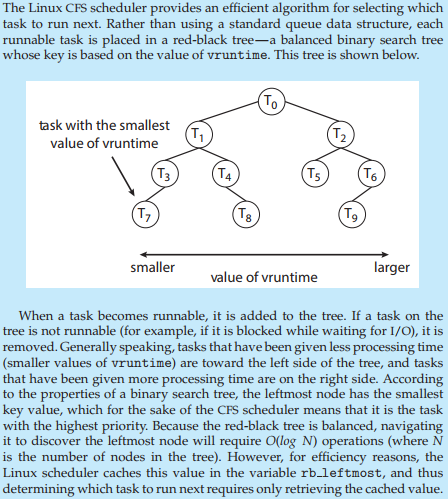 The Linux CFS scheduler provides an efficient algorithm for selecting which
task to run next. Rather than using a standard queue data structure, each
runnable task is placed in a red-black tree—a balanced binary search tree
whose key is based on the value of vruntime. This tree is shown below.
T0
task with the smallest
value of vruntime
T1
T2
T3
T4
T5
T6
T7
T8
T9
smaller
larger
value of vruntime
When a task becomes runnable, it is added to the tree. If a task on the
tree is not runnable (for example, if it is blocked while waiting for I/O), it is
removed. Generally speaking, tasks that have been given less processing time
(smaller values of vruntime) are toward the left side of the tree, and tasks
that have been given more processing time are on the right side. According
to the properties of a binary search tree, the leftmost node has the smallest
key value, which for the sake of the CFS scheduler means that it is the task
with the highest priority. Because the red-black tree is balanced, navigating
it to discover the leftmost node will require O(log N) operations (where N
is the number of nodes in the tree). However, for efficiency reasons, the
Linux scheduler caches this value in the variable rb_leftmost, and thus
determining which task to run next requires only retrieving the cached value.